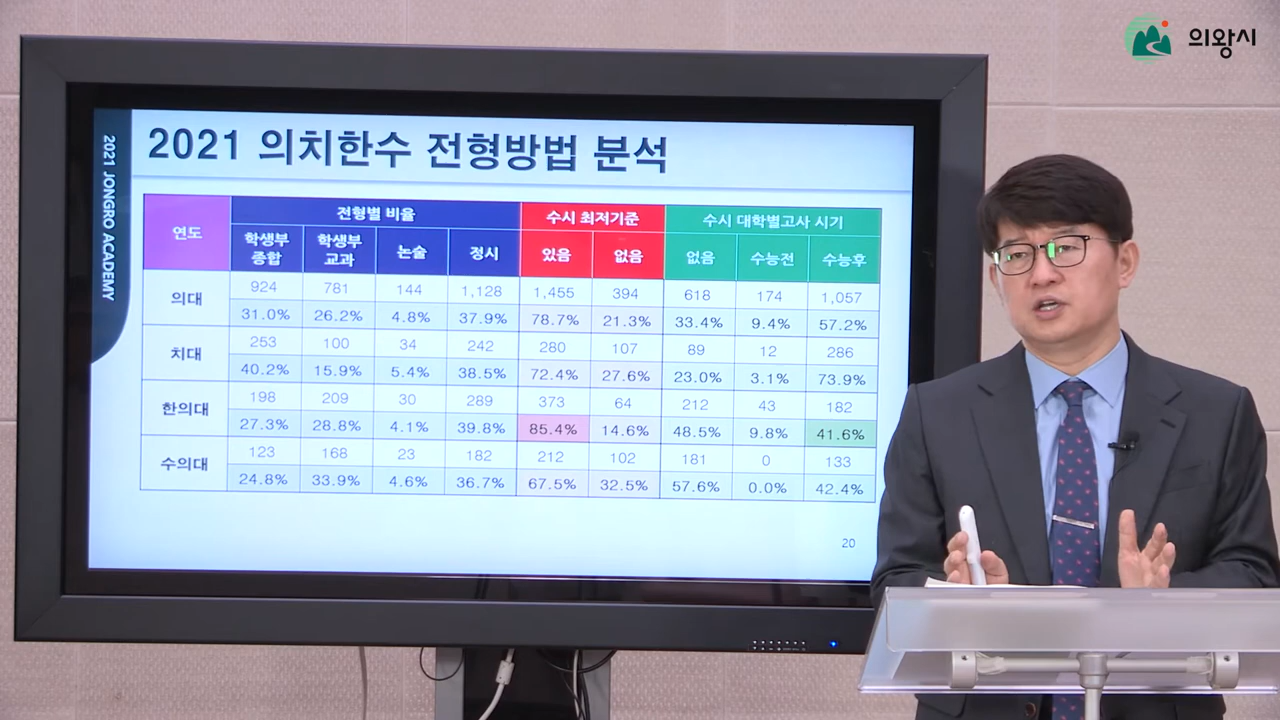 의왕시
2021 JONGRO ACADEMY
2021 의치한수 전형방법 분석
연도 전형별 비율 수시 최저기준 수시 대학별고사 시기
학생부 종합 학생부 교과 논술 정시 있음 없음 없음 수능전 수능후
의대 924 781 144 1,128 1,455 394 618 174 1,057
31.0% 26.2% 4.8% 37.9% 78.7% 21.3% 33.4% 9.4% 57.2%
치대 253 100 34 242 280 107 89 12 286
40.2% 15.9% 5.4% 38.5% 72.4% 27.6% 23.0% 3.1% 73.9%
한의대 198 209 30 289 373 64 212 43 182
27.3% 28.8% 4.1% 39.8% 85.4% 14.6% 48.5% 9.8% 41.6%
수의대 123 168 23 182 212 102 181 0 133
24.8% 33.9% 4.6% 36.7% 67.5% 32.5% 57.6% 0.0% 42.4%
20